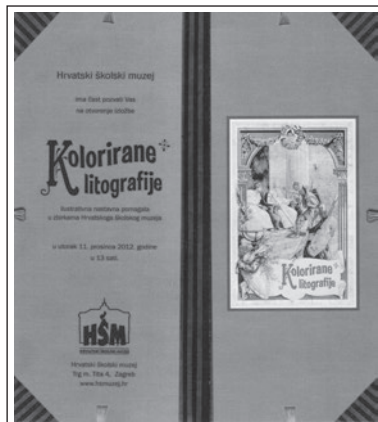 Hrvatski školski muzej
ima čast pozvati Vas
na otvorenje izložbe
Kolorirane
litografije
ilustrativna nastavna pomagala
u zbirkama Hrvatskoga školskog muzeja
u utorak 11. prosinca 2012. godine
u 13 sati.
HŠM
Hrvatski školski muzej
Trg m. Tita 4, Zagreb
www.hsmuzej.hr
Kolorirane
litografije